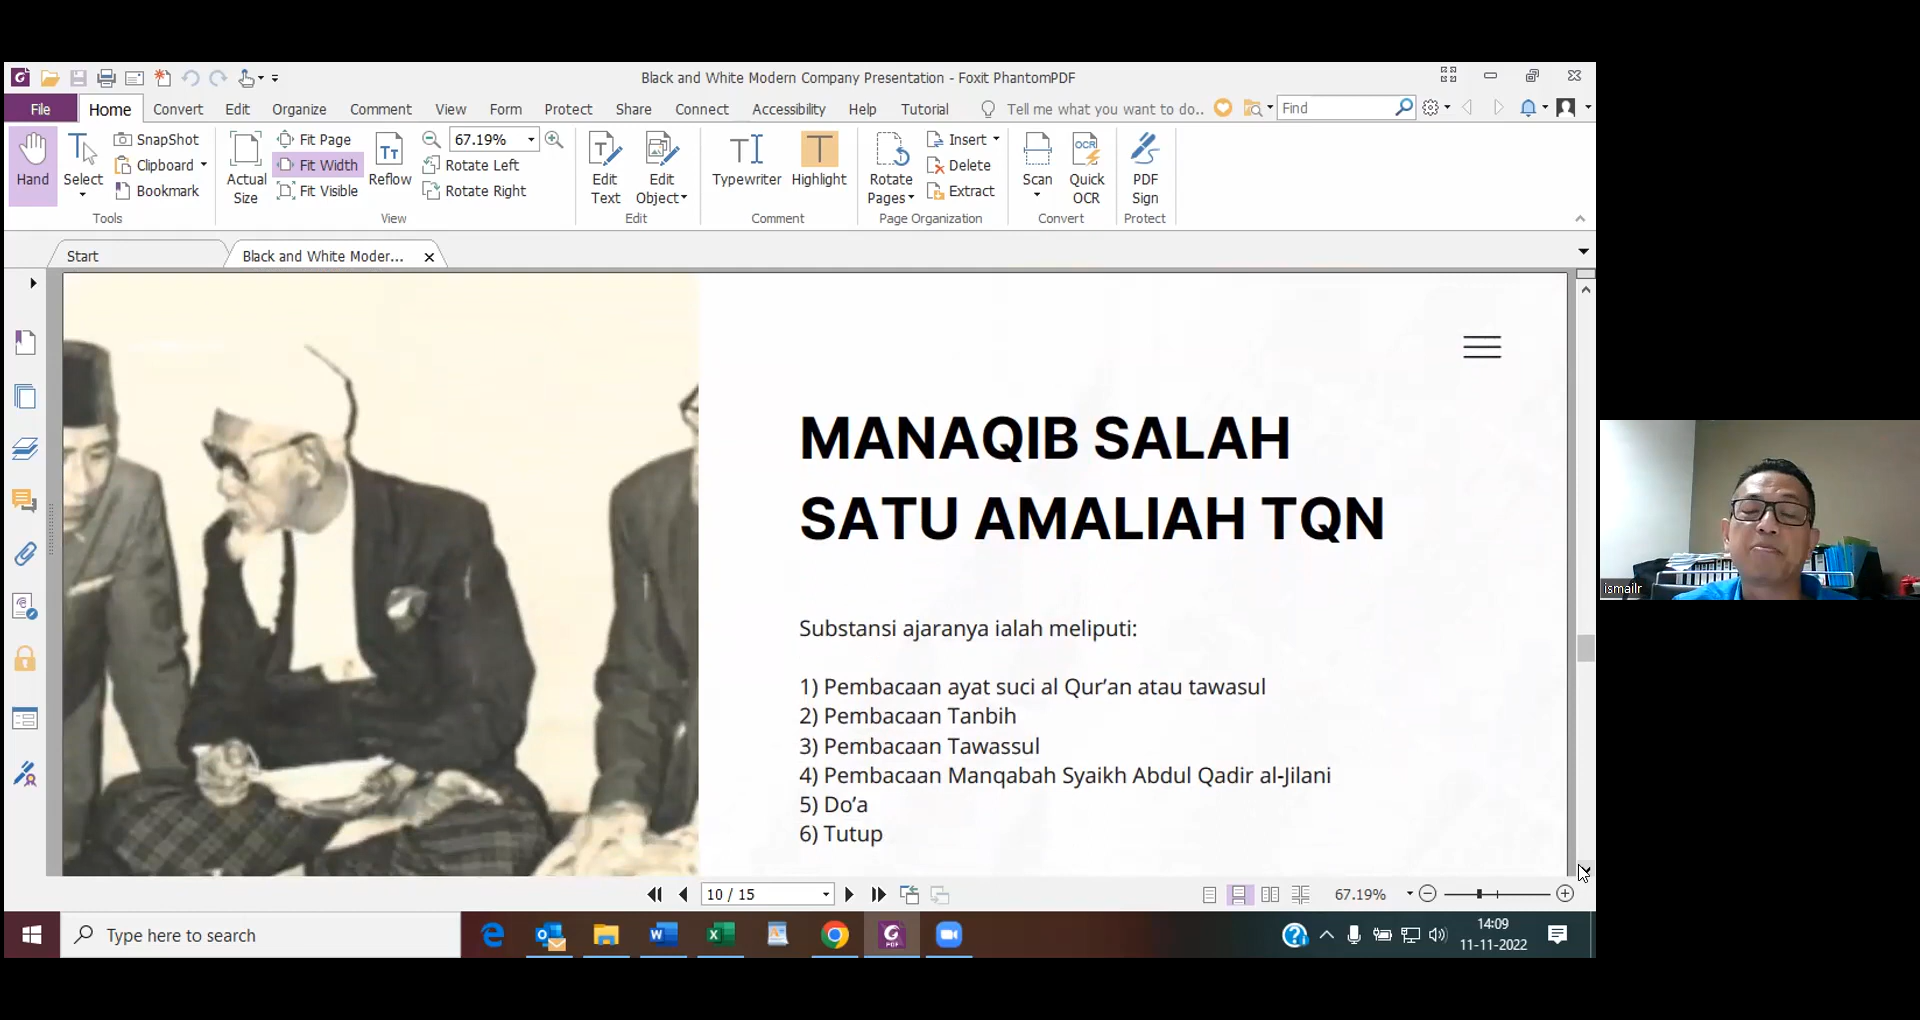 Black and White Modern Company Presentation - Foxit PhantomPDF
File Home Convert Edit Organize Comment View Form Protect Share Connect Accessibility Help Tutorial Tell me what you want to do.. Find
Hand
Select
SnapShot
Clipboard
Bookmark
Tools
Actual
Size
Fit Page
Fit Width
Fit Visible
Reflow
67.19%
Rotate Left
Rotate Right
View
Edit
Text
Edit
Object
Edit
Typewriter
Highlight
Comment
Rotate
Pages
Insert
Delete
Extract
Page Organization
Scan
Quick
OCR
Convert
PDF
Sign
Protect
Start
Black and White Moder...
MANAQIB SALAH
SATU AMALIAH TQN
Substansi ajaranya ialah meliputi:
1) Pembacaan ayat suci al Qur’an atau tawasul
2) Pembacaan Tanbih
3) Pembacaan Tawassul
4) Pembacaan Manqabah Syaikh Abdul Qadir al-Jilani
5) Do’a
6) Tutup
ismailr
10 / 15
67.19%
Type here to search
14:09
11-11-2022